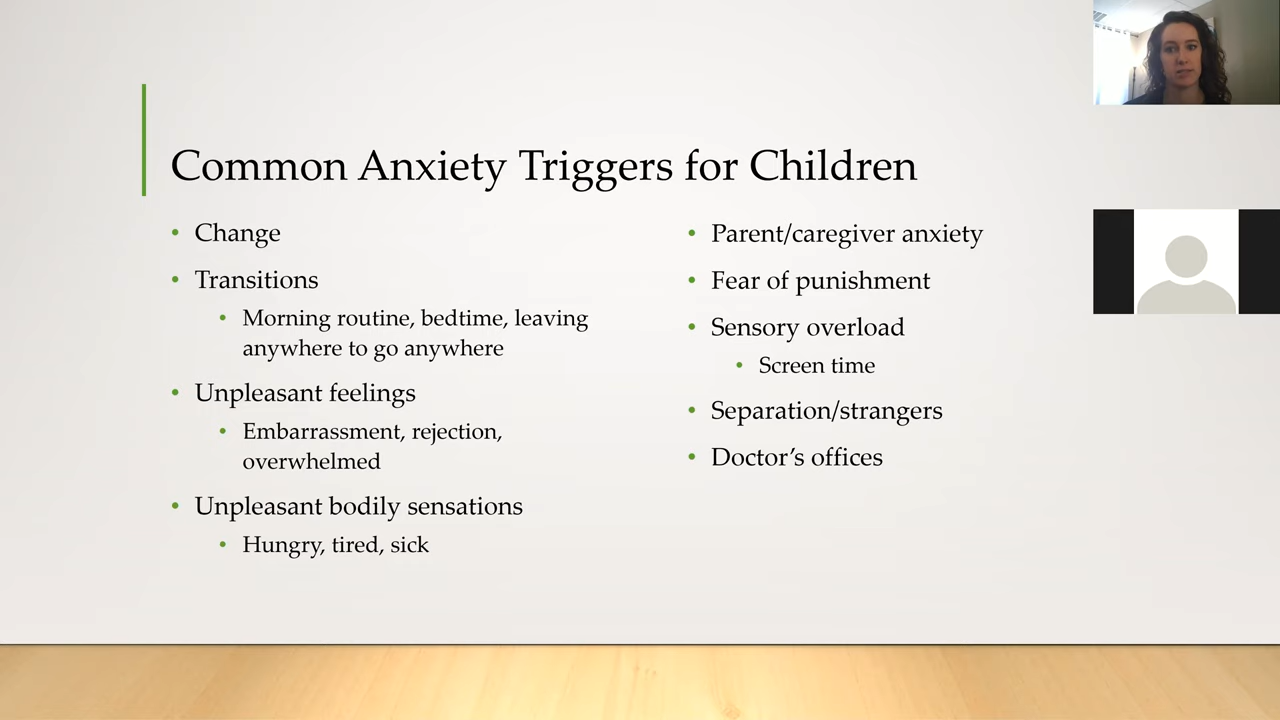 Common Anxiety Triggers for Children
• Change
• Transitions
• Morning routine, bedtime, leaving
anywhere to go anywhere
• Unpleasant feelings
• Embarrassment, rejection,
overwhelmed
• Unpleasant bodily sensations
• Hungry, tired, sick
• Parent/caregiver anxiety
• Fear of punishment
• Sensory overload
• Screen time
• Separation/strangers
• Doctor’s offices